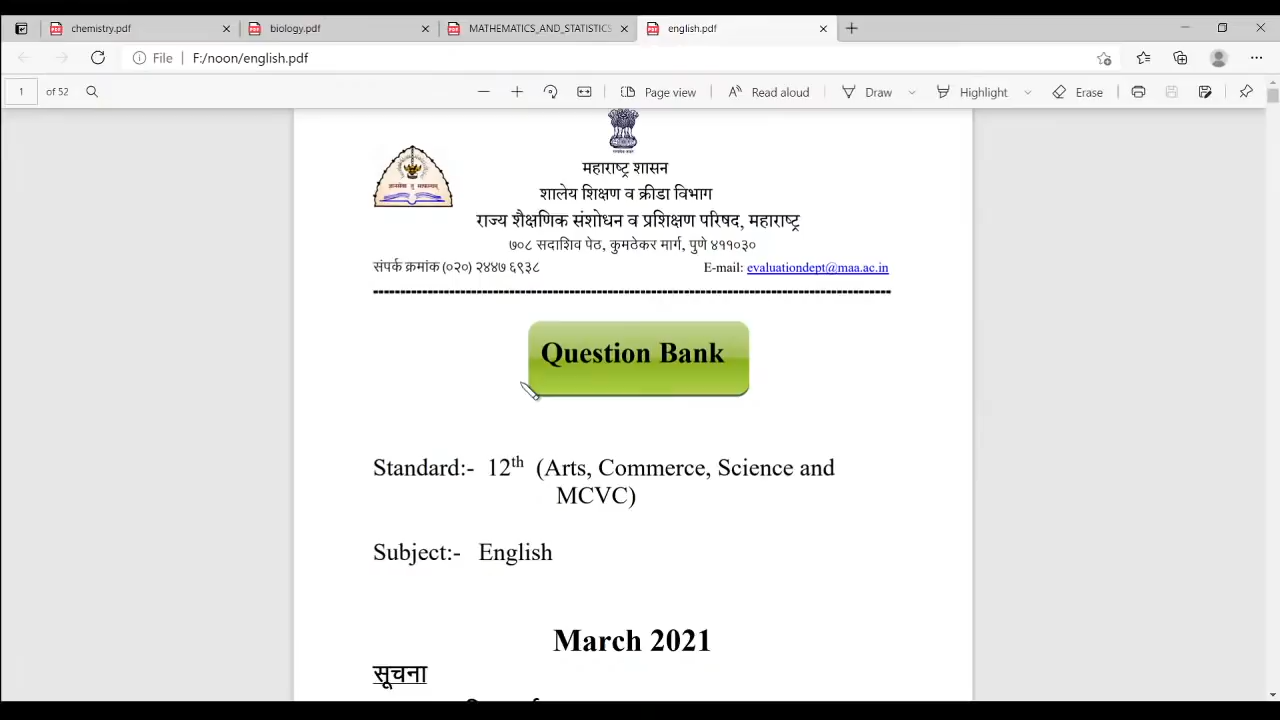 chemistry.pdf
biology.pdf
MATHEMATICS_AND_STATISTICS
english.pdf
File | F:/noon/english.pdf
1 of 52
Page view
Read aloud
Draw
Highlight
Erase
महाराष्ट्र शासन
शालेय शिक्षण व क्रीडा विभाग
राज्य शैक्षणिक संशोधन व प्रशिक्षण परिषद, महाराष्ट्र
७०८ सदाशिव पेठ, कुमठेकर मार्ग, पुणे ४११०३०
संपर्क क्रमांक (०२०) २४४७ ६९३८ E-mail: evaluationdept@maa.ac.in
Question Bank
Standard:- 12th (Arts, Commerce, Science and
MCVC)
Subject:- English
March 2021
सूचना